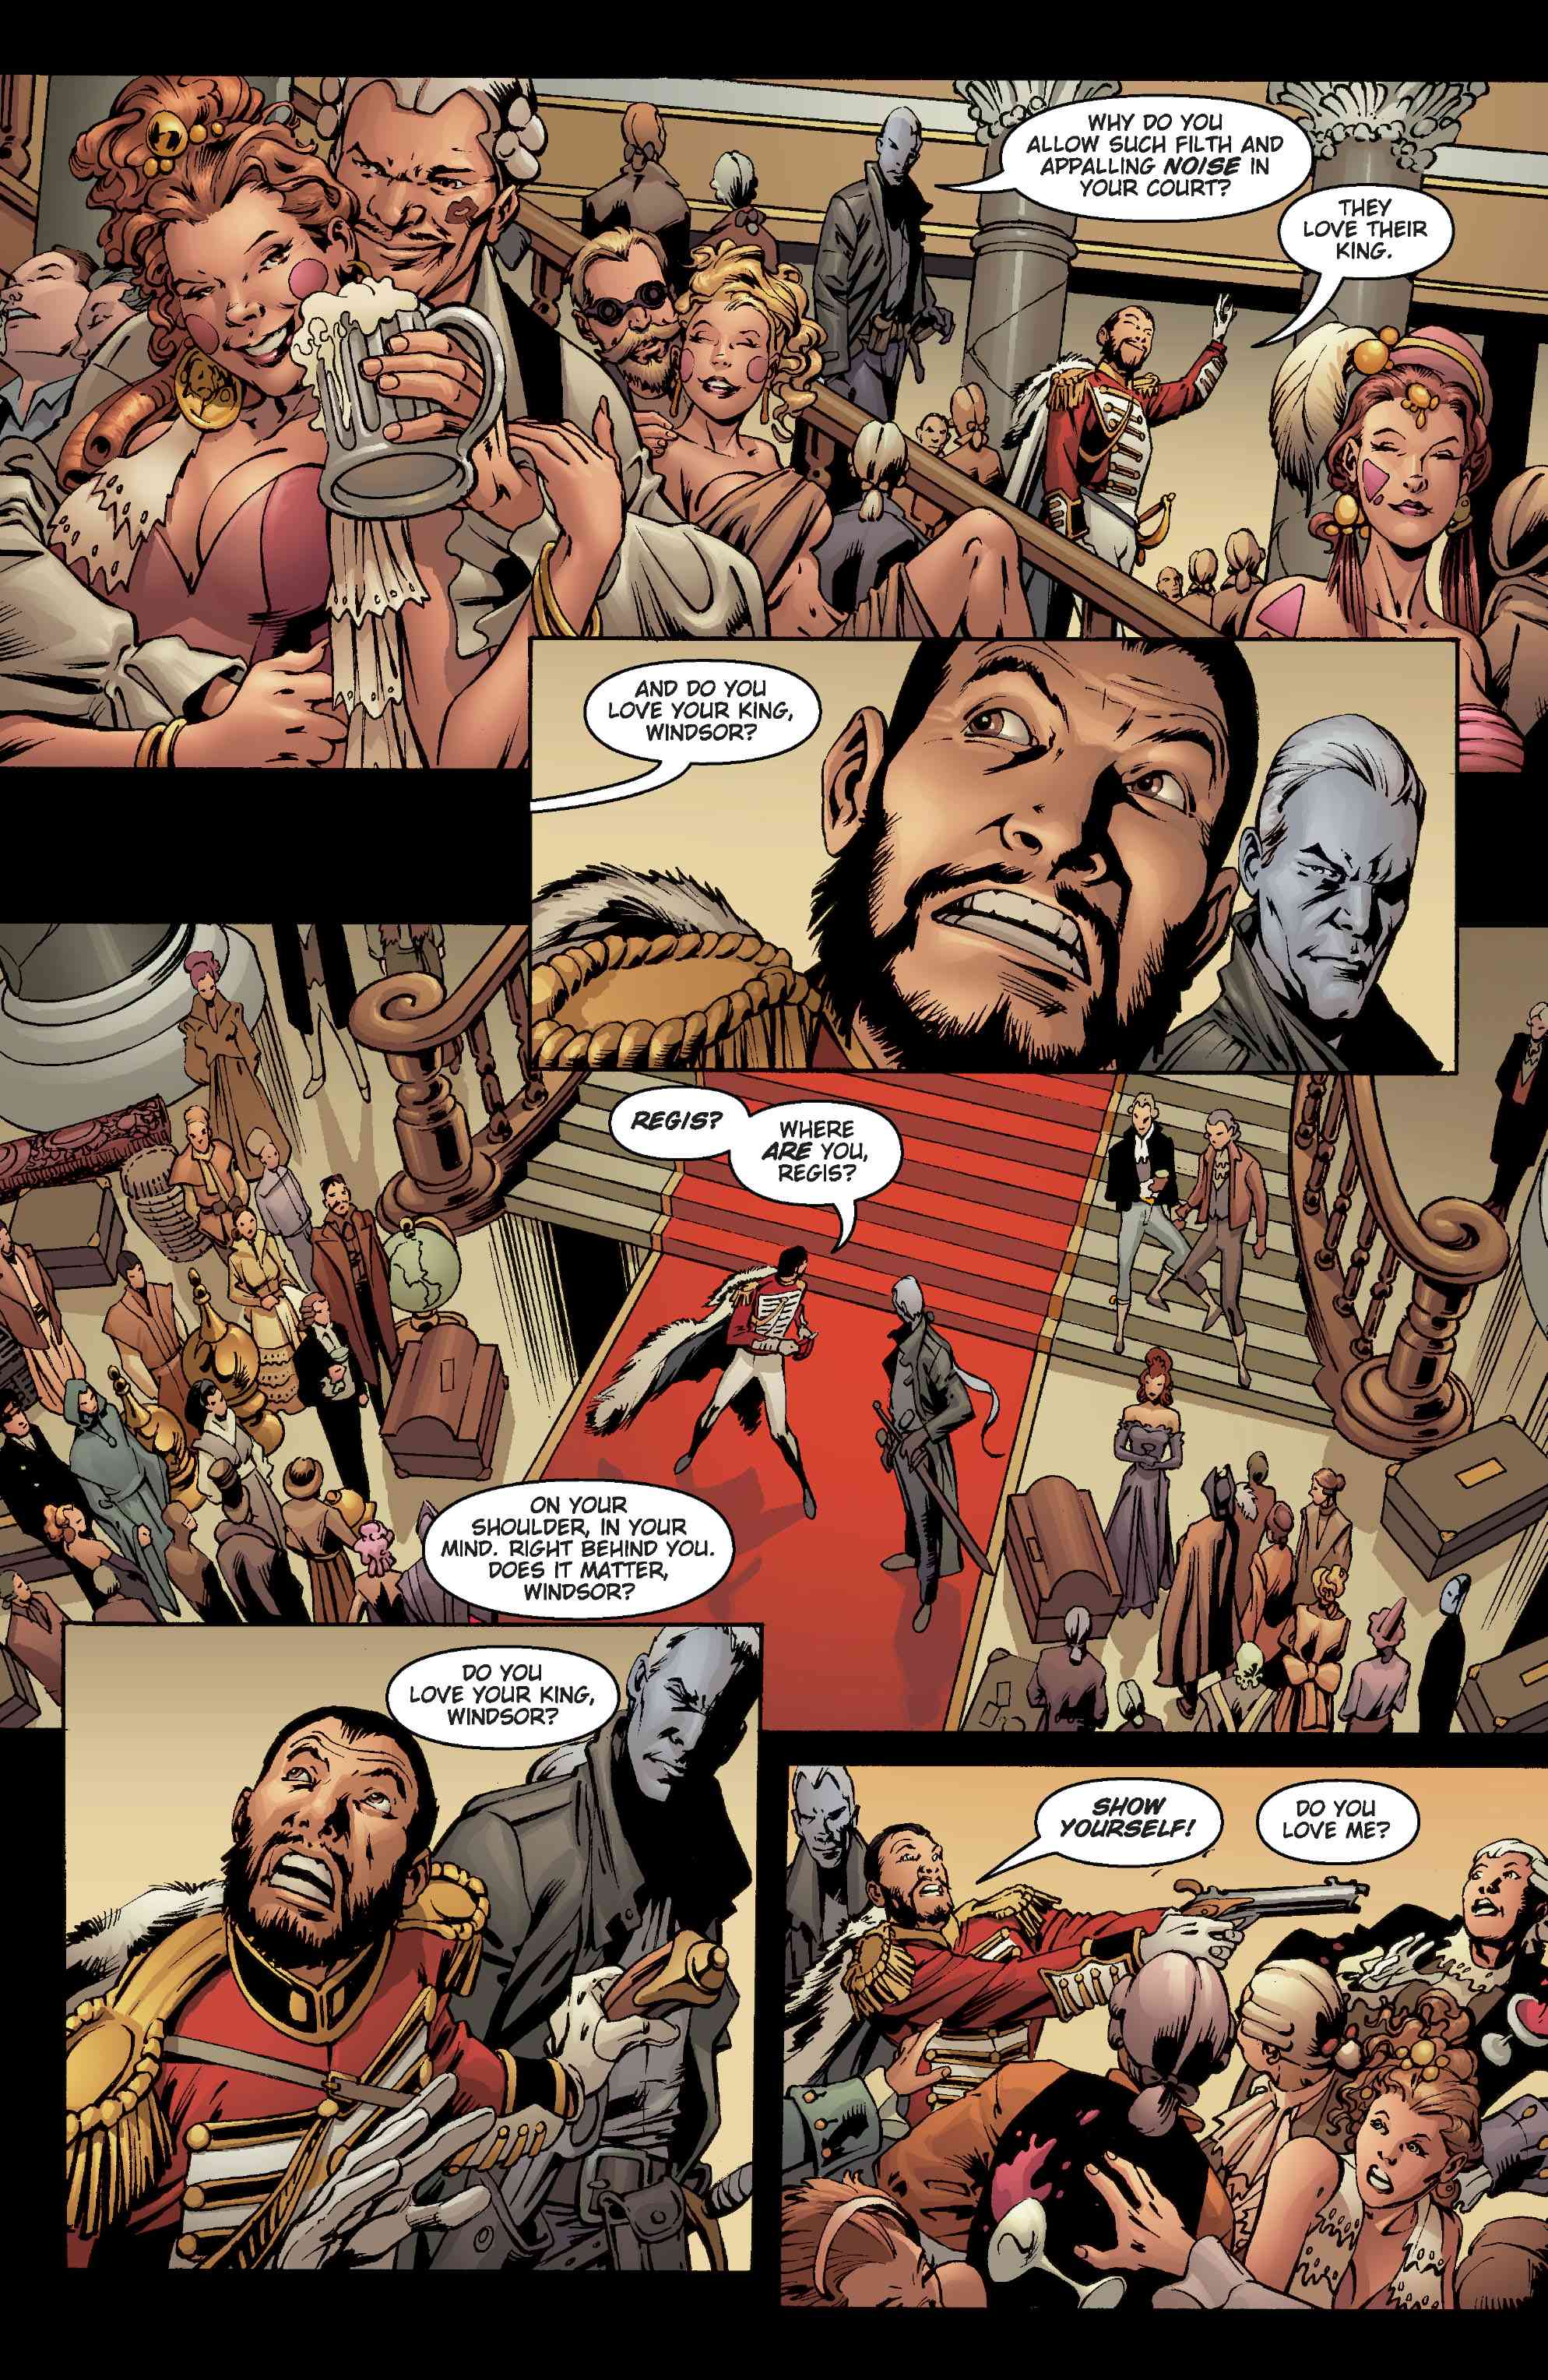 WHY DO YOU
ALLOW SUCH FILTH AND
APPALLING NOISE IN
YOUR COURT?
THEY
LOVE THEIR
KING.
AND DO YOU
LOVE YOUR KING,
WINDSOR?
REGIS?
WHERE
ARE YOU,
REGIS?
ON YOUR
SHOULDER, IN YOUR
MIND. RIGHT BEHIND YOU.
DOES IT MATTER,
WINDSOR?
DO YOU
LOVE YOUR KING,
WINDSOR?
SHOW
YOURSELF!
DO YOU
LOVE ME?